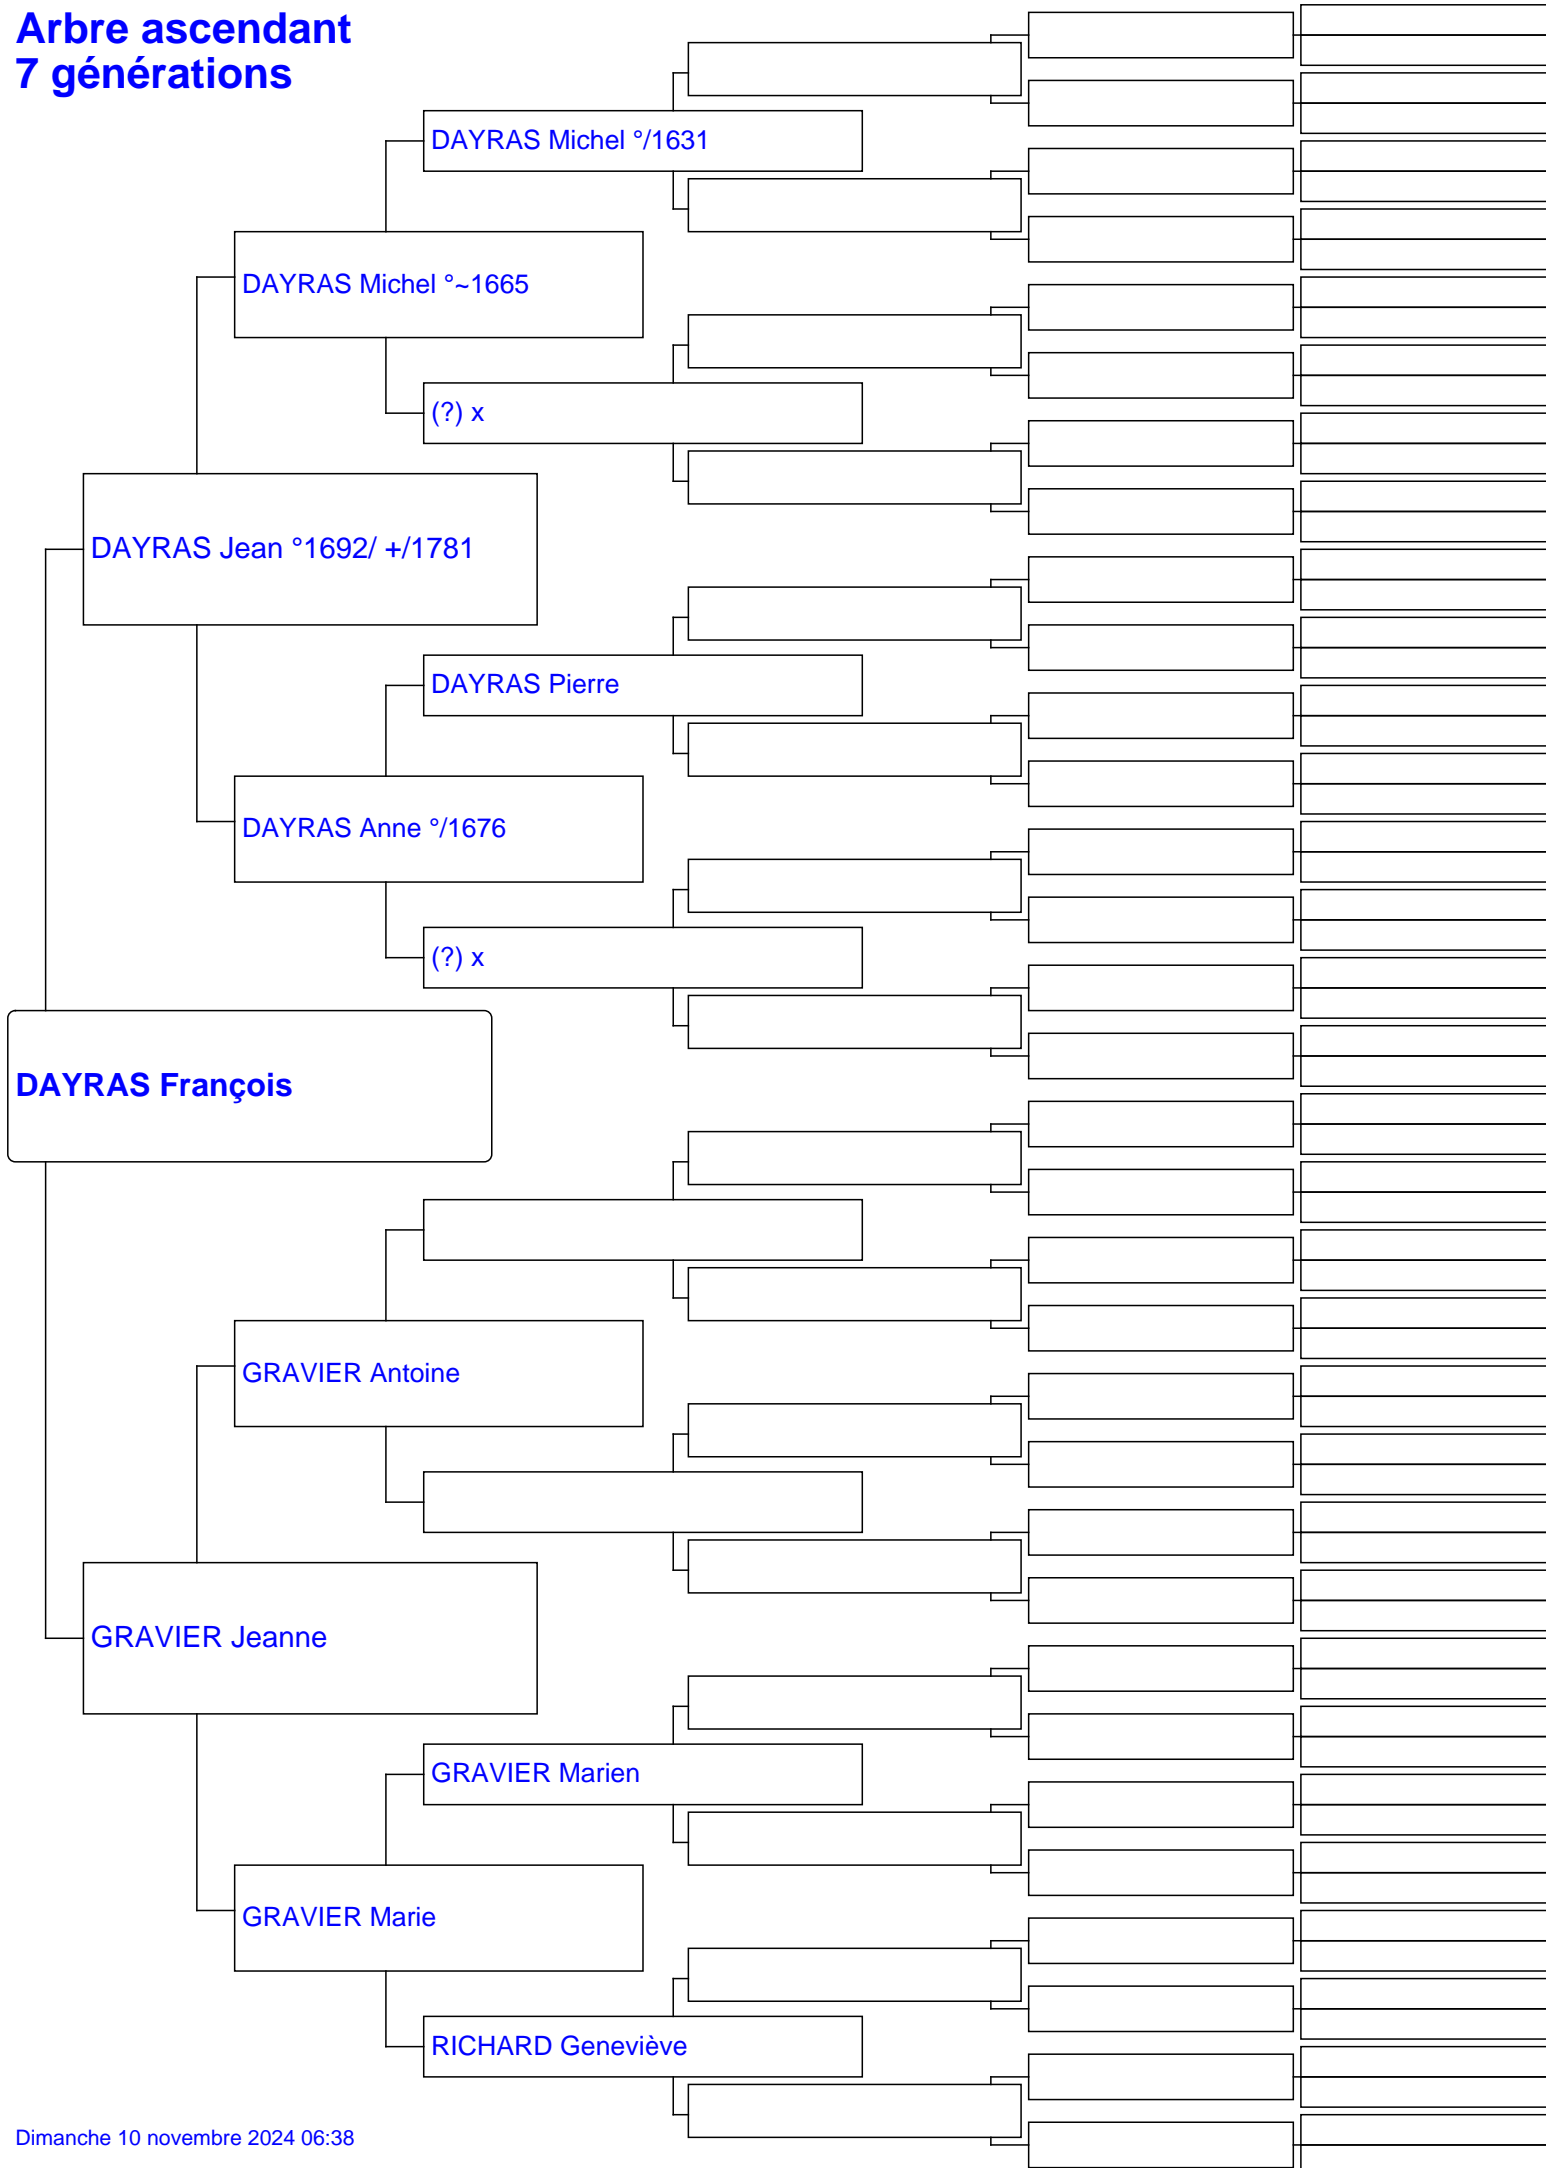 Arbre ascendant
7 générations
DAYRAS Michel °/1631
DAYRAS Michel °~1665
(?) x
DAYRAS Jean °1692/ +/1781
DAYRAS Pierre
DAYRAS Anne °/1676
(?) x
DAYRAS François
GRAVIER Antoine
GRAVIER Jeanne
GRAVIER Marien
GRAVIER Marie
RICHARD Geneviève
Dimanche 10 novembre 2024 06:38